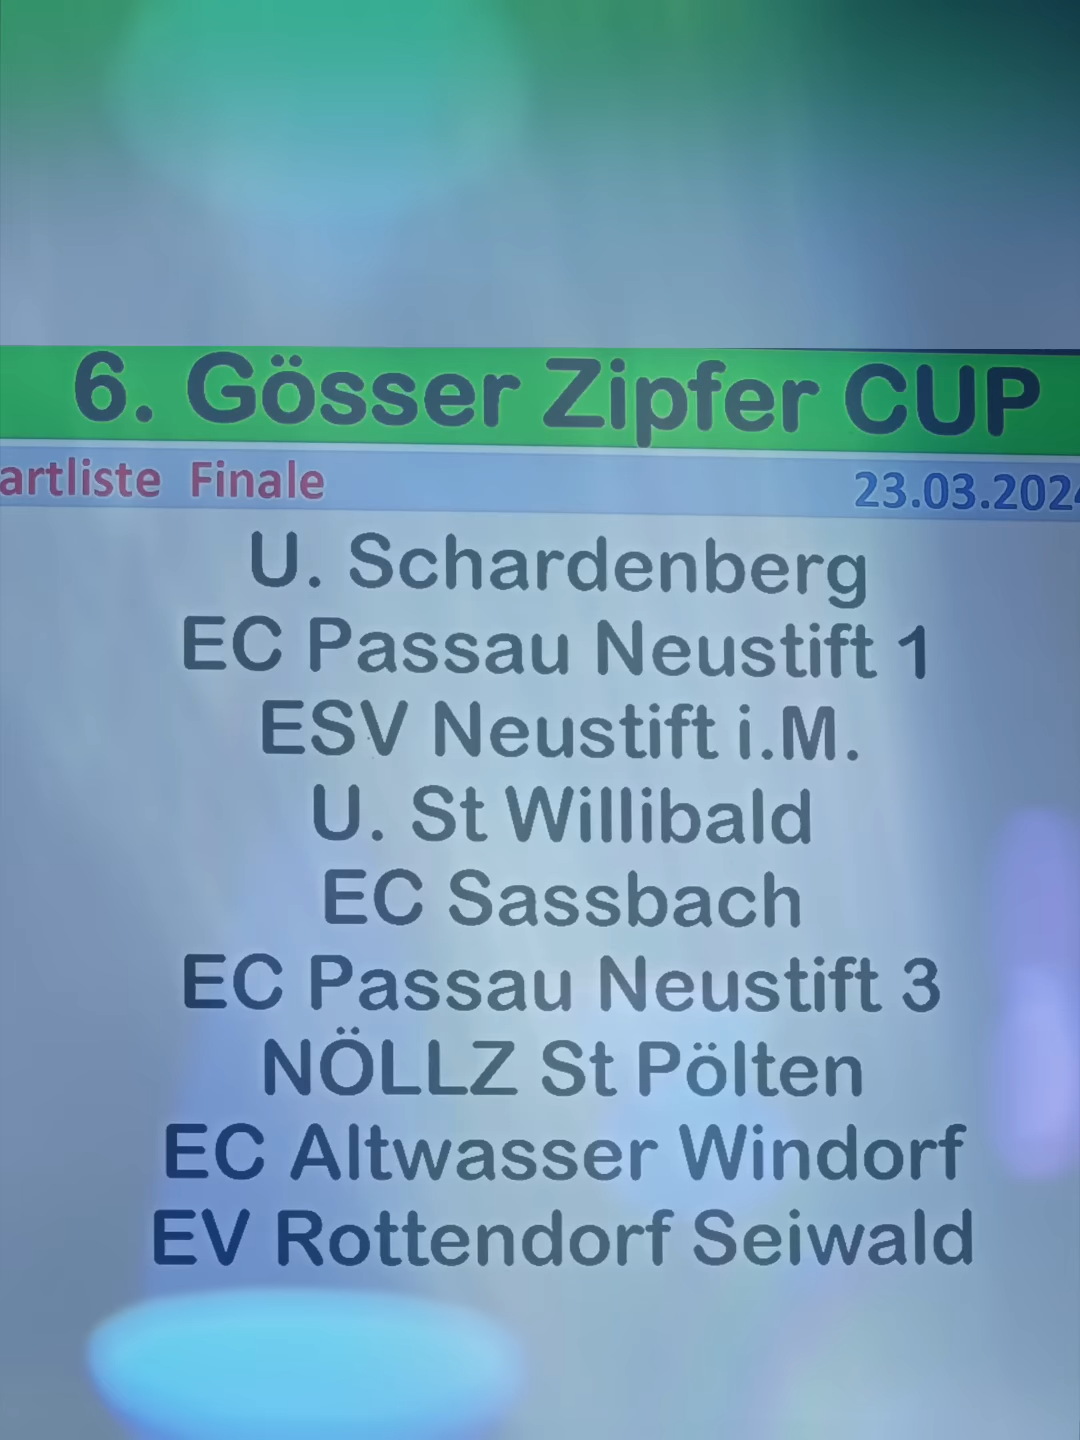 6. Gösser Zipfer CUP
artliste Finale 23.03.2024
U. Schardenberg
EC Passau Neustift 1
ESV Neustift i.M.
U. St Willibald
EC Sassbach
EC Passau Neustift 3
NÖLLZ St Pölten
EC Altwasser Windorf
EV Rottendorf Seiwald